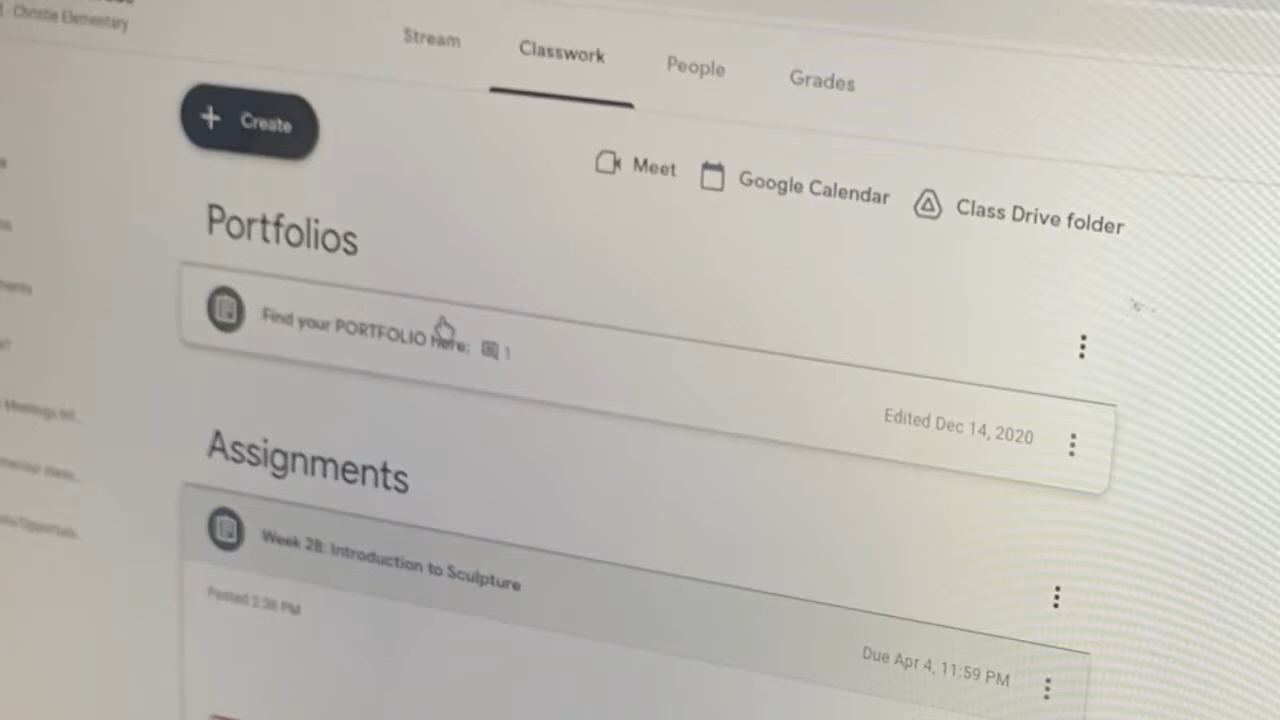 Christie Elementary
Stream
Classwork
People
Grades
Create
Meet
Google Calendar
Class Drive folder
Portfolios
Find your PORTFOLIO here: 1
Edited Dec 14, 2020
Assignments
Week 28: Introduction to Sculpture
Posted 2:38 PM
Due Apr 4, 11:59 PM